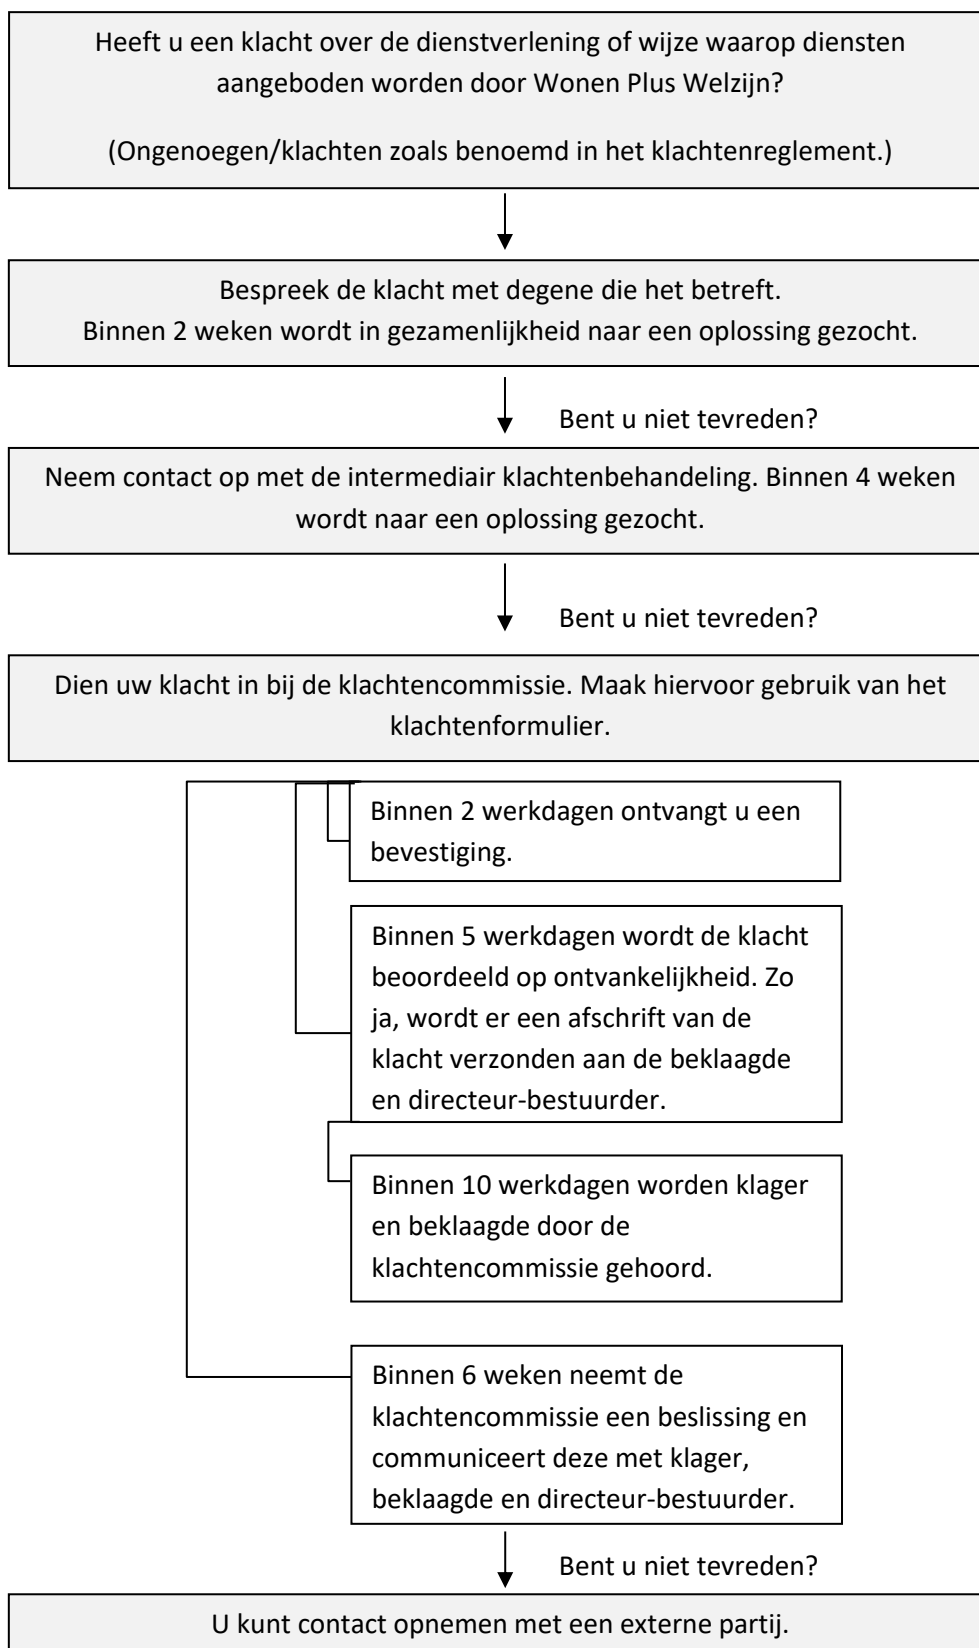 Heeft u een klacht over de dienstverlening of wijze waarop diensten
aangeboden worden door Wonen Plus Welzijn?
(Ongenoegen/klachten zoals benoemd in het klachtenreglement.)
Bespreek de klacht met degene die het betreft.
Binnen 2 weken wordt in gezamenlijkheid naar een oplossing gezocht.
Bent u niet tevreden?
Neem contact op met de intermediair klachtenbehandeling. Binnen 4 weken
wordt naar een oplossing gezocht.
Bent u niet tevreden?
Dien uw klacht in bij de klachtencommissie. Maak hiervoor gebruik van het
klachtenformulier.
Binnen 2 werkdagen ontvangt u een
bevestiging.
Binnen 5 werkdagen wordt de klacht
beoordeeld op ontvankelijkheid. Zo
ja, wordt er een afschrift van de
klacht verzonden aan de beklaagde
en directeur-bestuurder.
Binnen 10 werkdagen worden klager
en beklaagde door de
klachtencommissie gehoord.
Binnen 6 weken neemt de
klachtencommissie een beslissing en
communiceert deze met klager,
beklaagde en directeur-bestuurder.
Bent u niet tevreden?
U kunt contact opnemen met een externe partij.